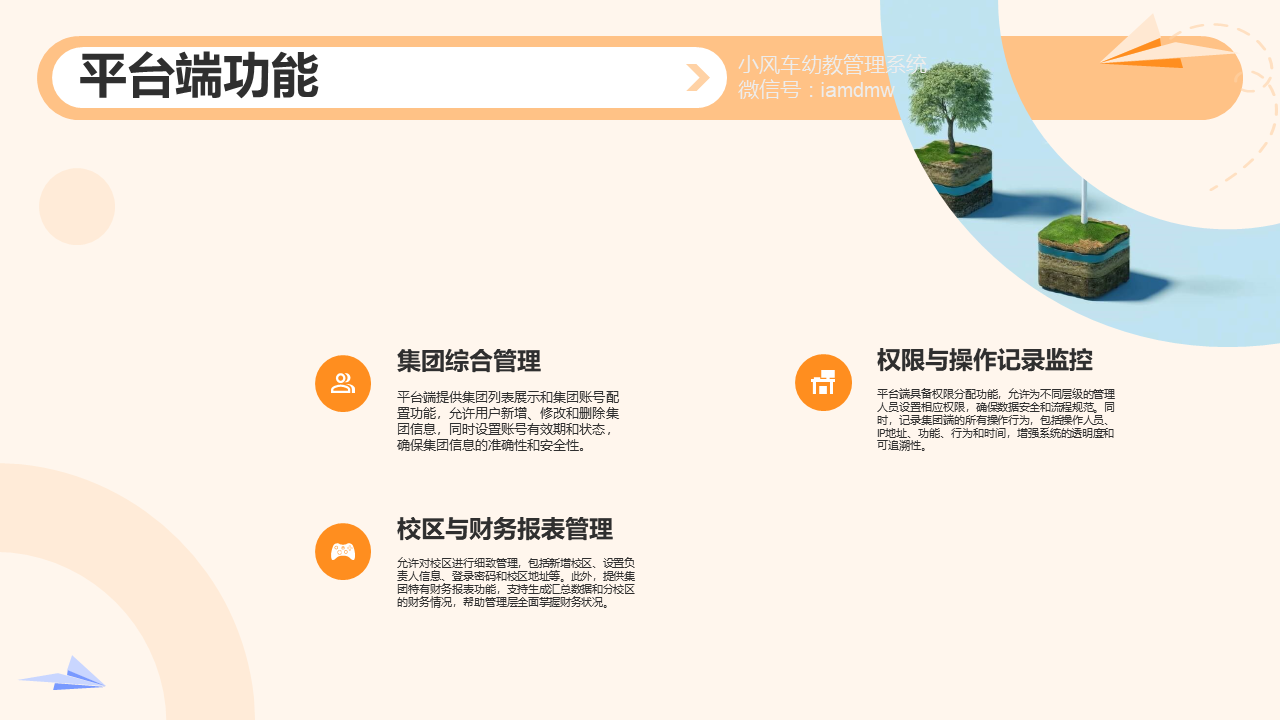 平台端功能
小风车幼教管理系统
微信号：iamdmw
集团综合管理
平台端提供集团列表展示和集团账号配
置功能，允许用户新增、修改和删除集
团信息，同时设置账号有效期和状态，
确保集团信息的准确性和安全性。
权限与操作记录监控
平台端具备权限分配功能，允许为不同层级的管理
人员设置相应权限，确保数据安全和流程规范。同
时，记录集团端的所有操作行为，包括操作人员、
IP地址、功能、行为和时间，增强系统的透明度和
可追溯性。
校区与财务报表管理
允许对校区进行细致管理，包括新增校区、设置负
责人信息、登录密码和校区地址等。此外，提供集
团特有财务报表功能，支持生成汇总数据和分校区
的财务情况，帮助管理层全面掌握财务状况。